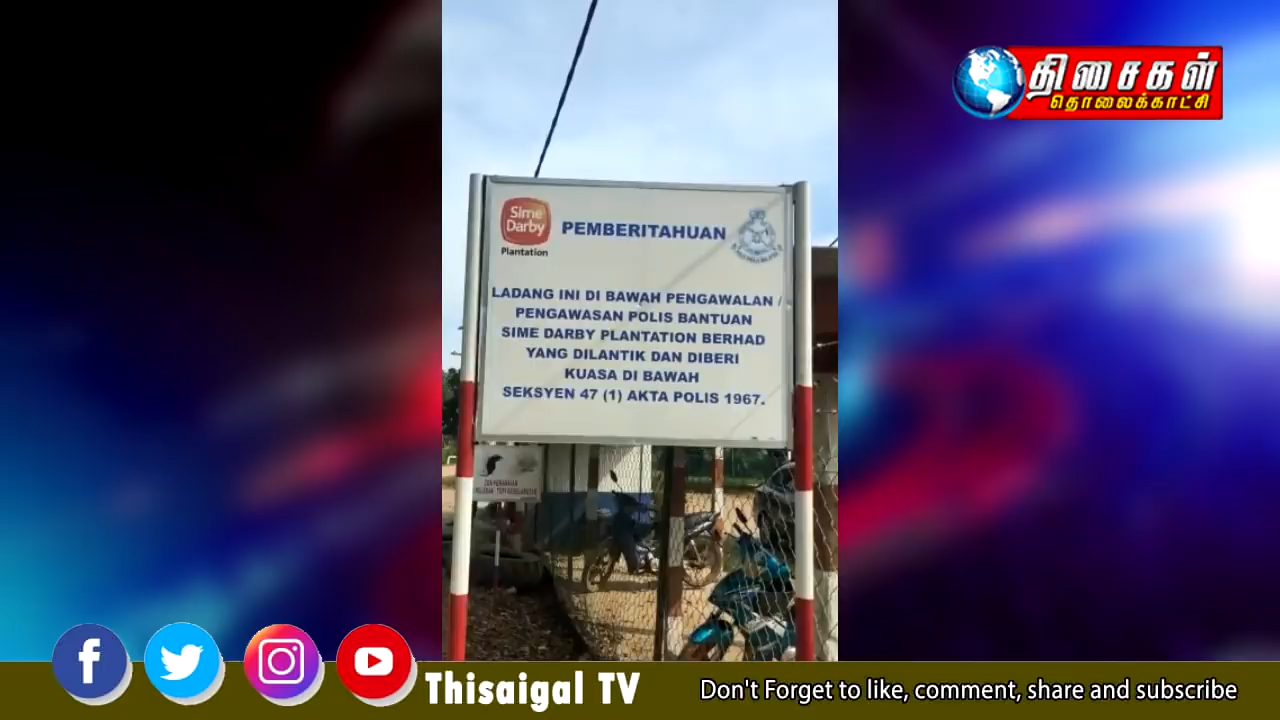 திசைகள்
தொலைக்காட்சி
Sime
Darby
Plantation
PEMBERITAHUAN
LADANG INI DI BAWAH PENGAWALAN /
PENGAWASAN POLIS BANTUAN
SIME DARBY PLANTATION BERHAD
YANG DILANTIK DAN DIBERI
KUASA DI BAWAH
SEKSYEN 47 (1) AKTA POLIS 1967.
Thisaigal TV
Don't Forget to like, comment, share and subscribe